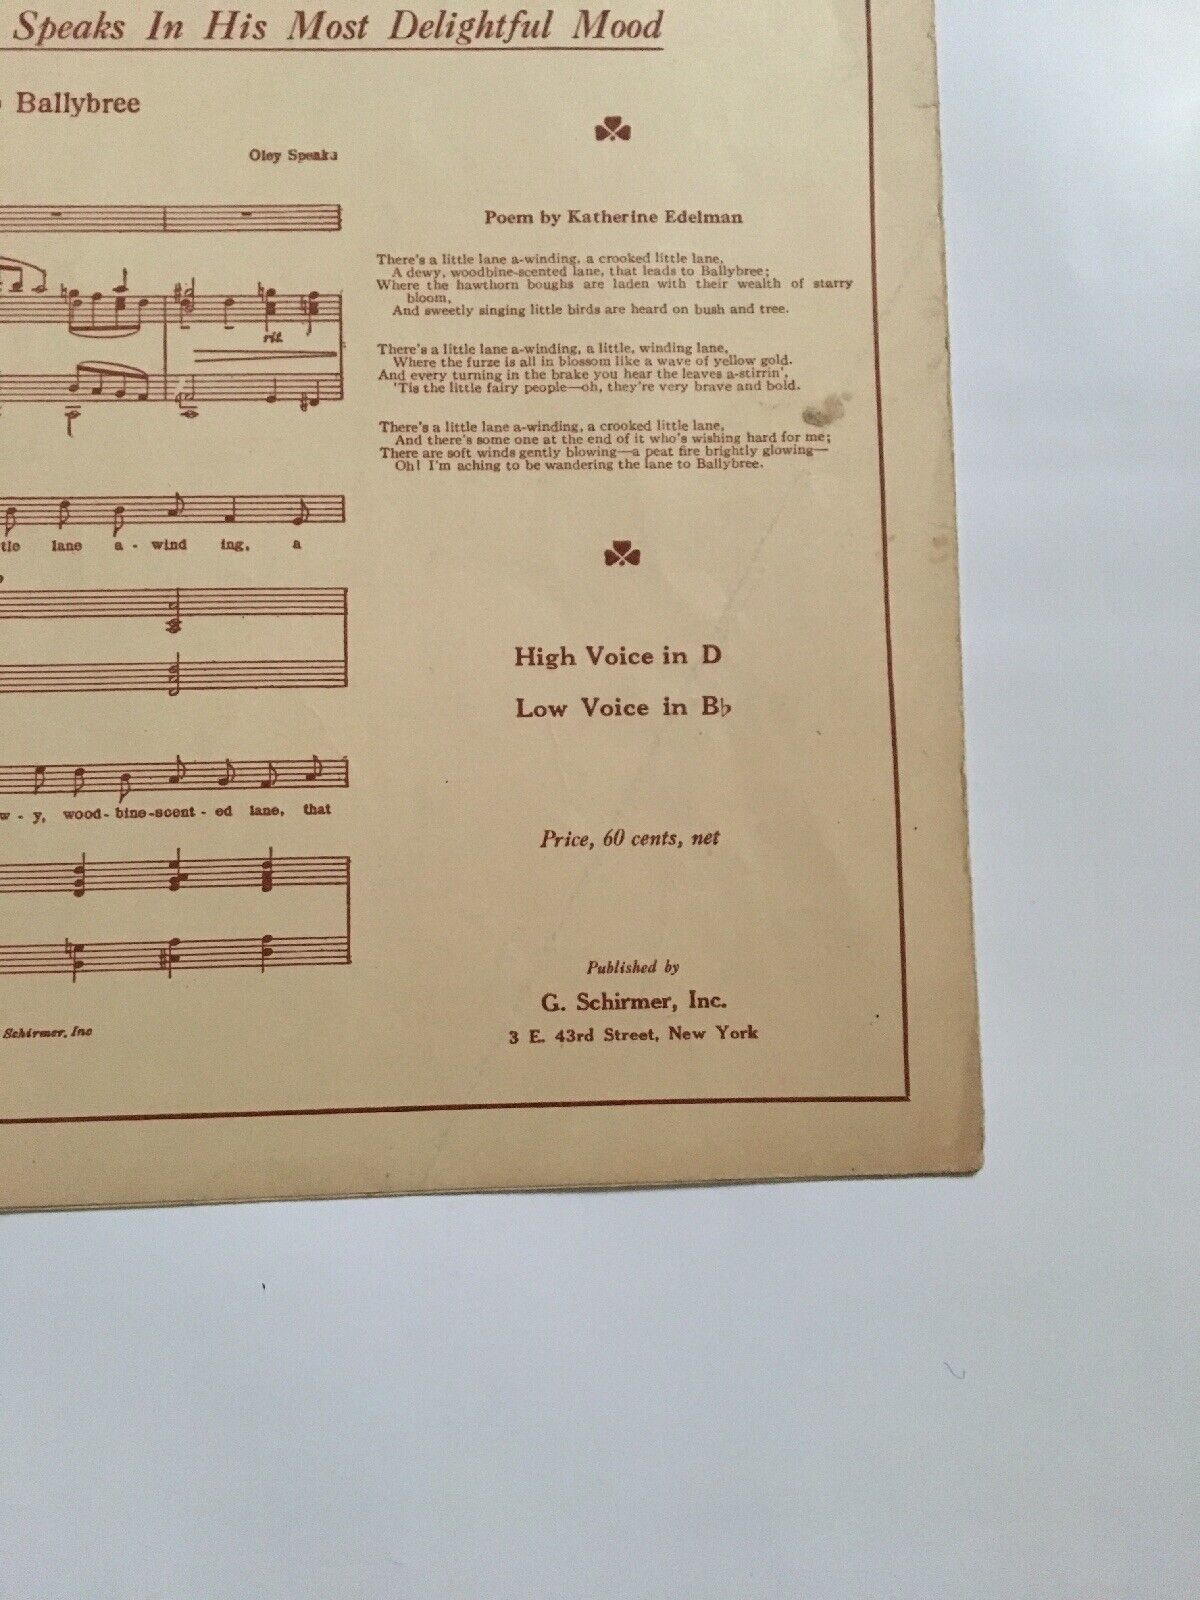 Speaks In His Most Delightful Mood
Ballybree
Oley Speaks
rit.
tle lane a - wind ing, a
w - y, wood - bine - scent - ed lane, that
Schirmer, Inc
Poem by Katherine Edelman
There's a little lane a-winding, a crooked little lane,
A dewy, woodbine-scented lane, that leads to Ballybree;
Where the hawthorn boughs are laden with their wealth of starry
bloom,
And sweetly singing little birds are heard on bush and tree.
There's a little lane a-winding, a little, winding lane,
Where the furze is all in blossom like a wave of yellow gold.
And every turning in the brake you hear the leaves a-stirrin',
'Tis the little fairy people—oh, they're very brave and bold.
There's a little lane a-winding, a crooked little lane,
And there's some one at the end of it who's wishing hard for me;
There are soft winds gently blowing—a peat fire brightly glowing—
Oh! I'm aching to be wandering the lane to Ballybree.
High Voice in D
Low Voice in B♭
Price, 60 cents, net
Published by
G. Schirmer, Inc.
3 E. 43rd Street, New York